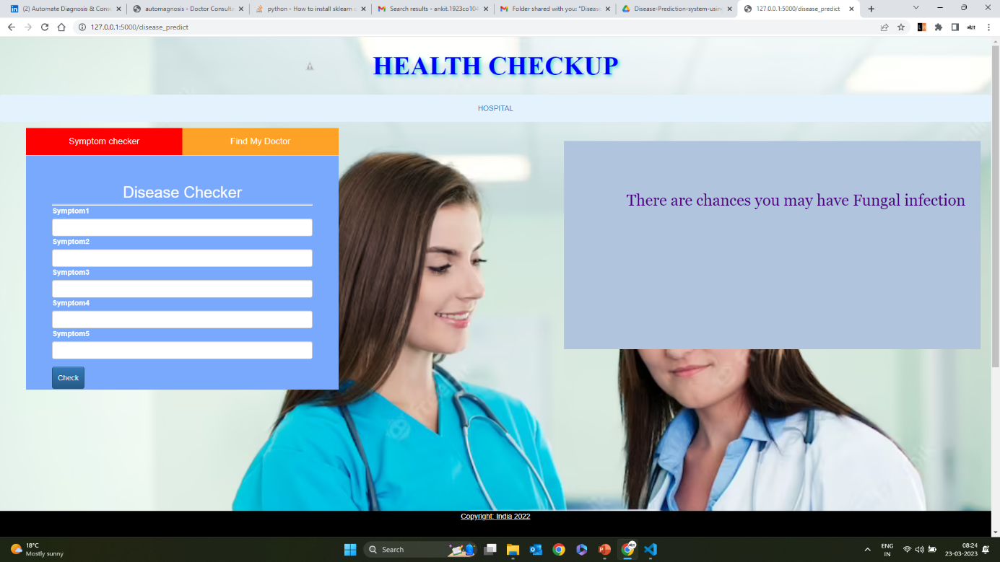 (2) Automate Diagnosis & Cons
automagnosis - Doctor Consulta
python - How to install sklearn o
Search results - ankit.1923co104
Folder shared with you: "Disease
Disease-Prediction-system-using
127.0.0.1:5000/disease_predict
127.0.0.1:5000/disease_predict
HEALTH CHECKUP
HOSPITAL
Symptom checker
Find My Doctor
Disease Checker
Symptom1
Symptom2
Symptom3
Symptom4
Symptom5
Check
There are chances you may have Fungal infection
Copyright: India 2022
18°C
Mostly sunny
Search
ENG
IN
08:24
23-03-2023